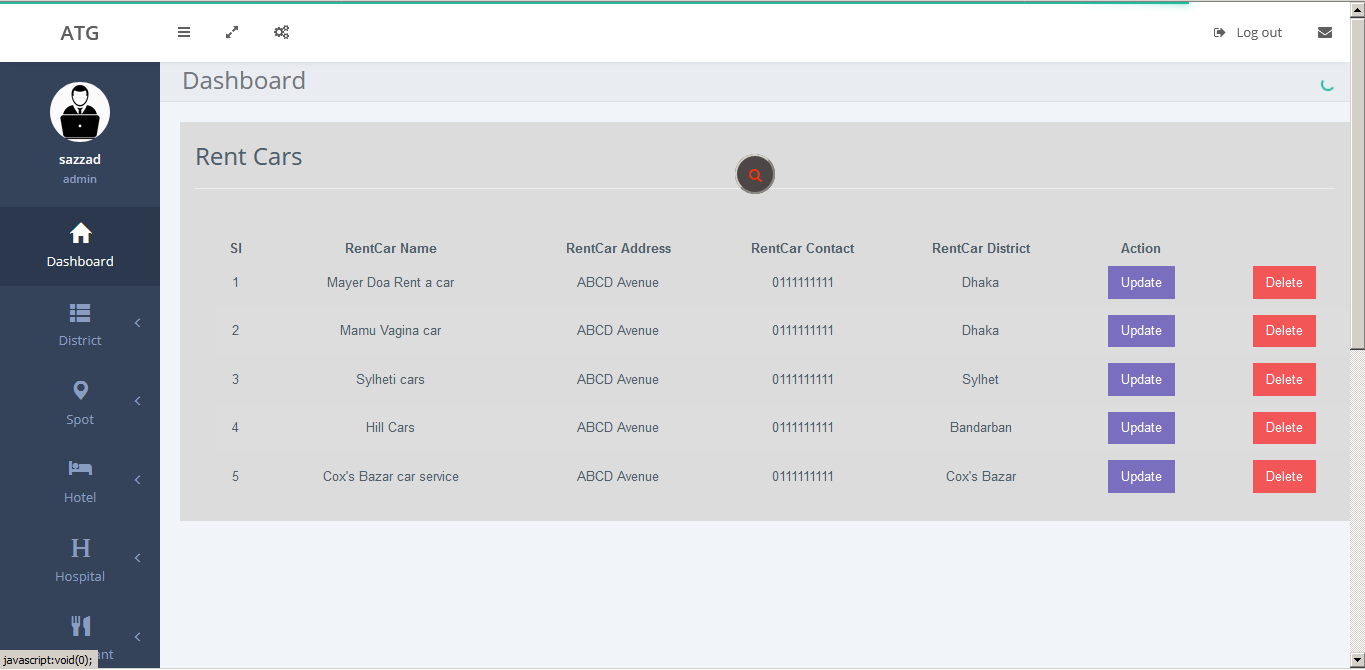 ATG
Log out
Dashboard
sazzad
admin
Rent Cars
Dashboard
District
Spot
Hotel
H
Hospital
ant
Sl RentCar Name RentCar Address RentCar Contact RentCar District Action
1 Mayer Doa Rent a car ABCD Avenue 0111111111 Dhaka Update Delete
2 Mamu Vagina car ABCD Avenue 0111111111 Dhaka Update Delete
3 Sylheti cars ABCD Avenue 0111111111 Sylhet Update Delete
4 Hill Cars ABCD Avenue 0111111111 Bandarban Update Delete
5 Cox's Bazar car service ABCD Avenue 0111111111 Cox's Bazar Update Delete
javascript:void(0);